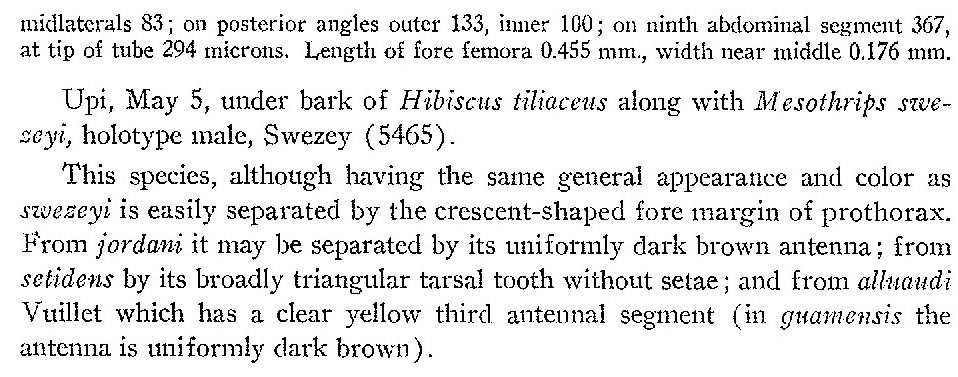 midlaterals 83; on posterior angles outer 133, inner 100; on ninth abdominal segment 367,
at tip of tube 294 microns. Length of fore femora 0.455 mm., width near middle 0.176 mm.
Upi, May 5, under bark of Hibiscus tiliaceus along with Mesothrips swe-
zeyi, holotype male, Swezey (5465).
This species, although having the same general appearance and color as
swezeyi is easily separated by the crescent-shaped fore margin of prothorax.
From jordani it may be separated by its uniformly dark brown antenna; from
setidens by its broadly triangular tarsal tooth without setae; and from alluaudi
Vuillet which has a clear yellow third antennal segment (in guamensis the
antenna is uniformly dark brown).